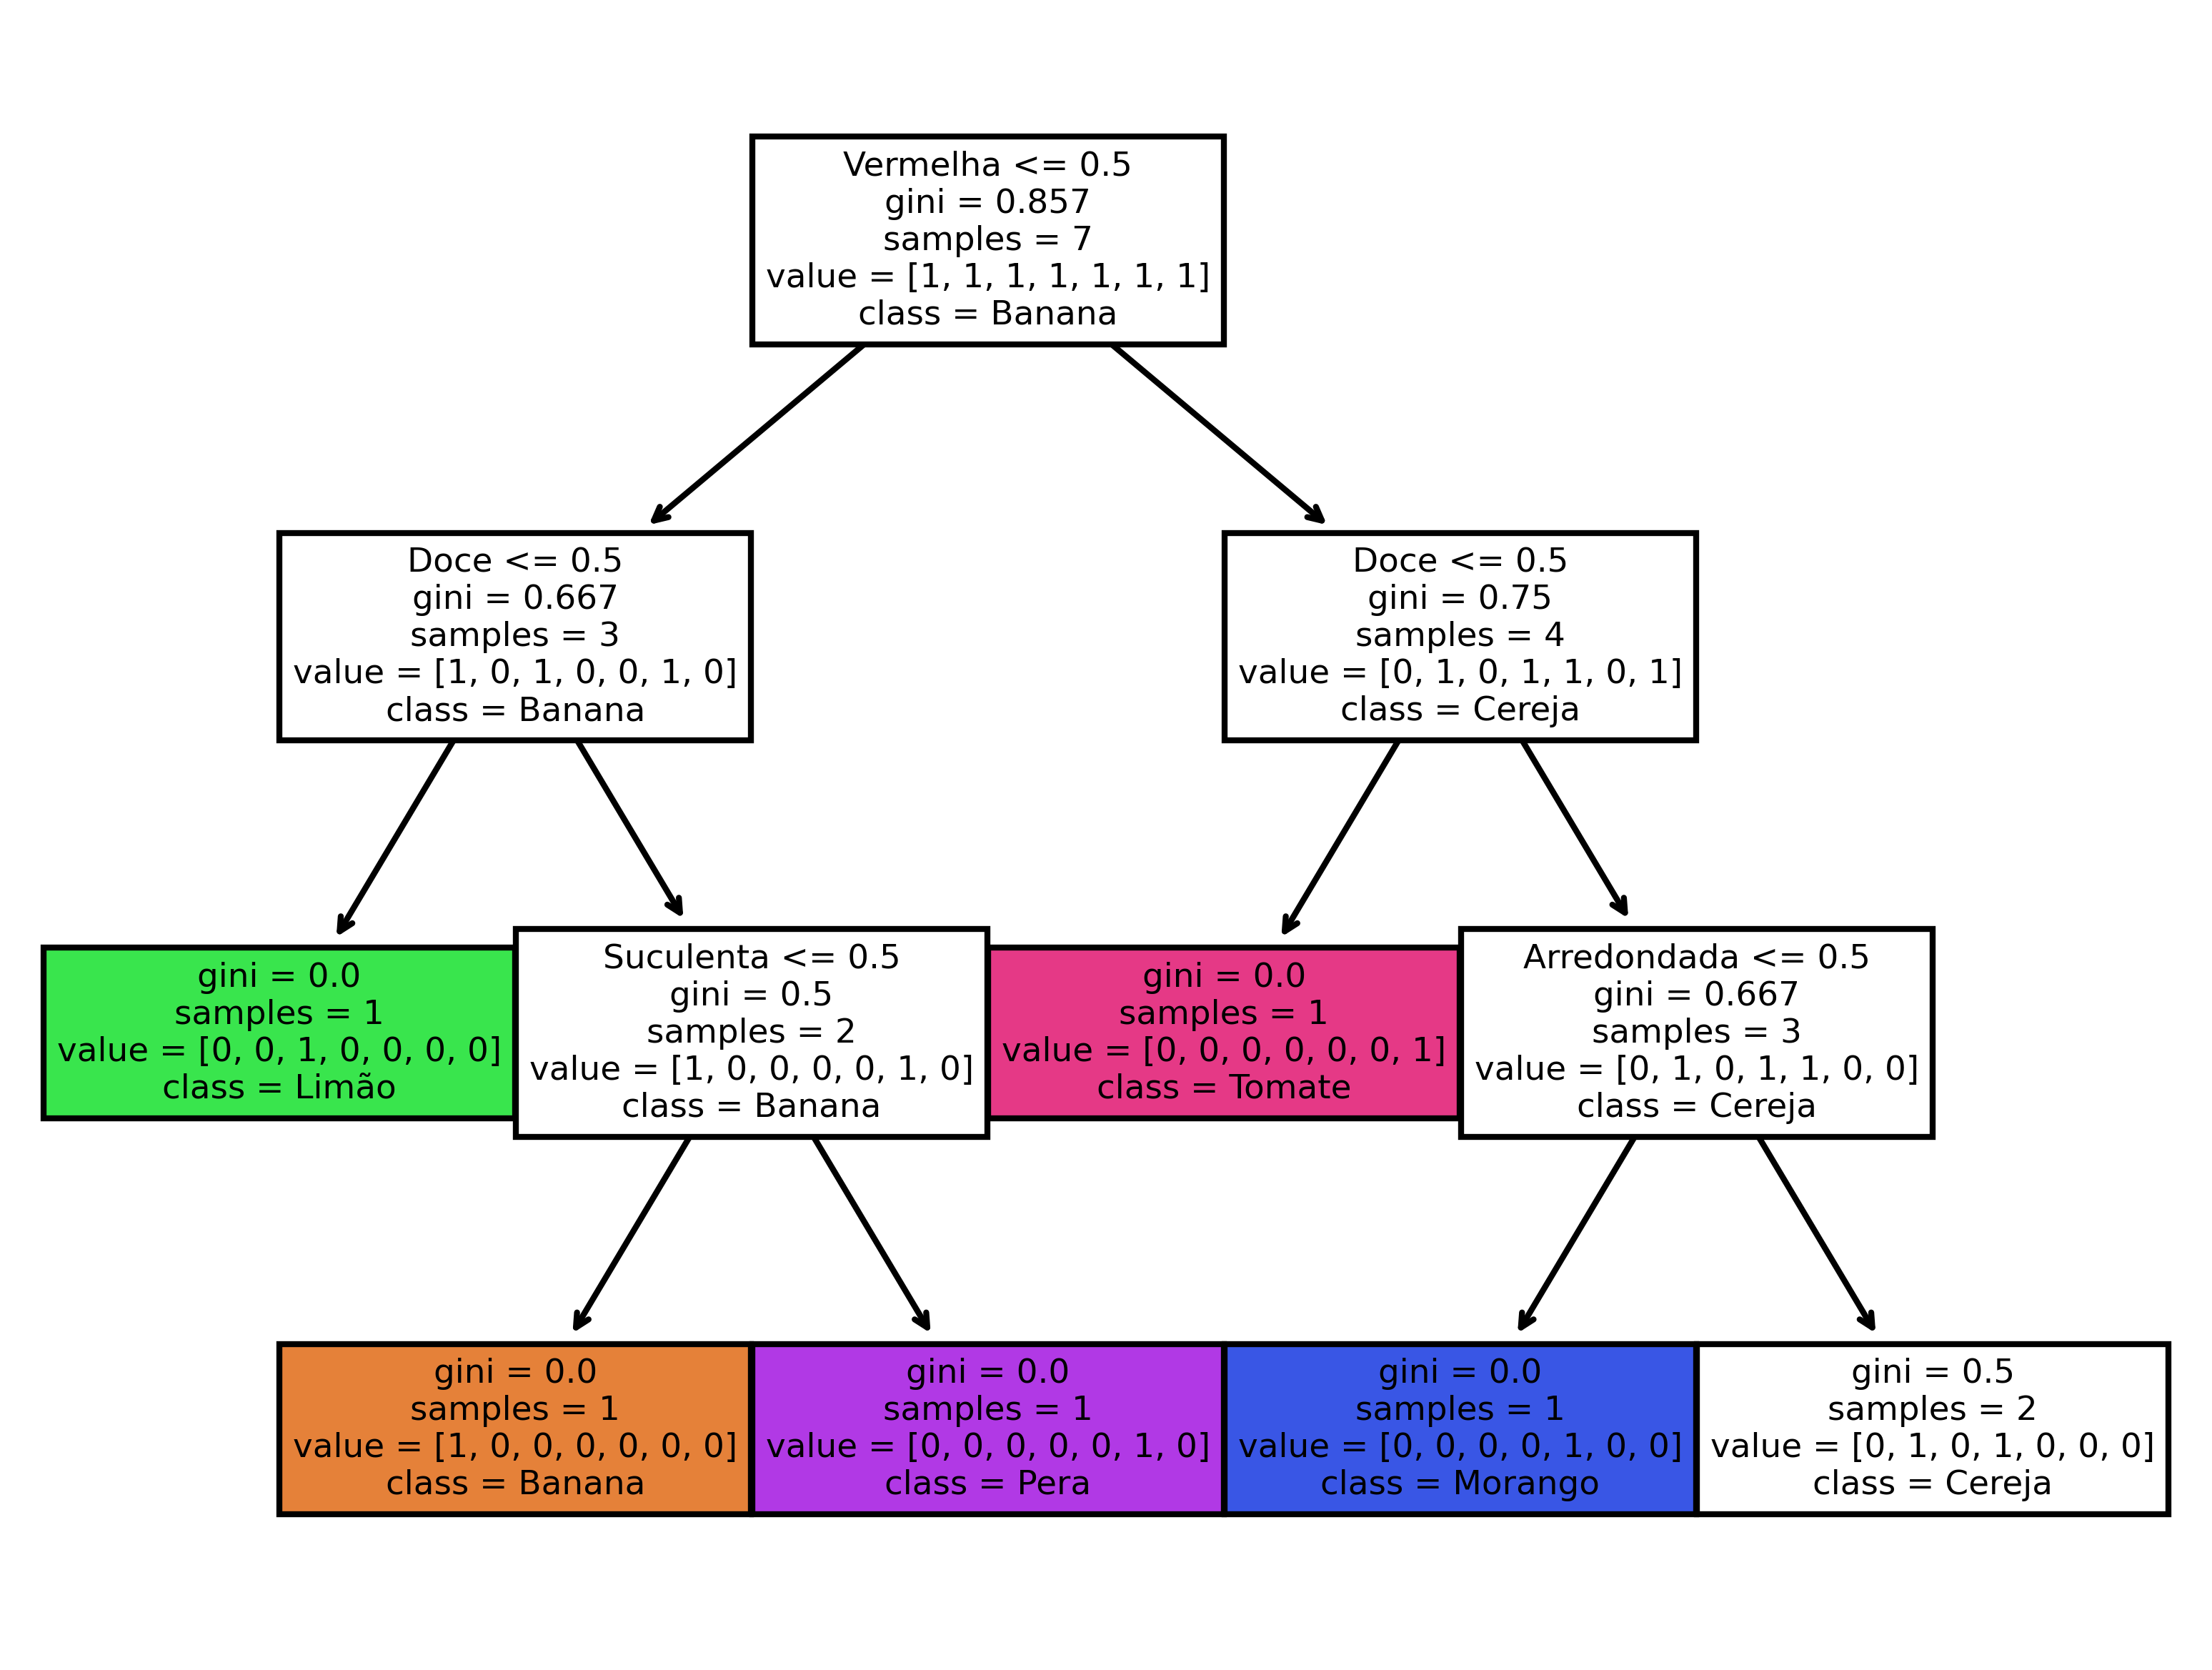 Vermelha <= 0.5
gini = 0.857
samples = 7
value = [1, 1, 1, 1, 1, 1, 1]
class = Banana
Doce <= 0.5
gini = 0.667
samples = 3
value = [1, 0, 1, 0, 0, 1, 0]
class = Banana
Doce <= 0.5
gini = 0.75
samples = 4
value = [0, 1, 0, 1, 1, 0, 1]
class = Cereja
gini = 0.0
samples = 1
value = [0, 0, 1, 0, 0, 0, 0]
class = Limão
Suculenta <= 0.5
gini = 0.5
samples = 2
value = [1, 0, 0, 0, 0, 1, 0]
class = Banana
gini = 0.0
samples = 1
value = [0, 0, 0, 0, 0, 0, 1]
class = Tomate
Arredondada <= 0.5
gini = 0.667
samples = 3
value = [0, 1, 0, 1, 1, 0, 0]
class = Cereja
gini = 0.0
samples = 1
value = [1, 0, 0, 0, 0, 0, 0]
class = Banana
gini = 0.0
samples = 1
value = [0, 0, 0, 0, 0, 1, 0]
class = Pera
gini = 0.0
samples = 1
value = [0, 0, 0, 0, 1, 0, 0]
class = Morango
gini = 0.5
samples = 2
value = [0, 1, 0, 1, 0, 0, 0]
class = Cereja